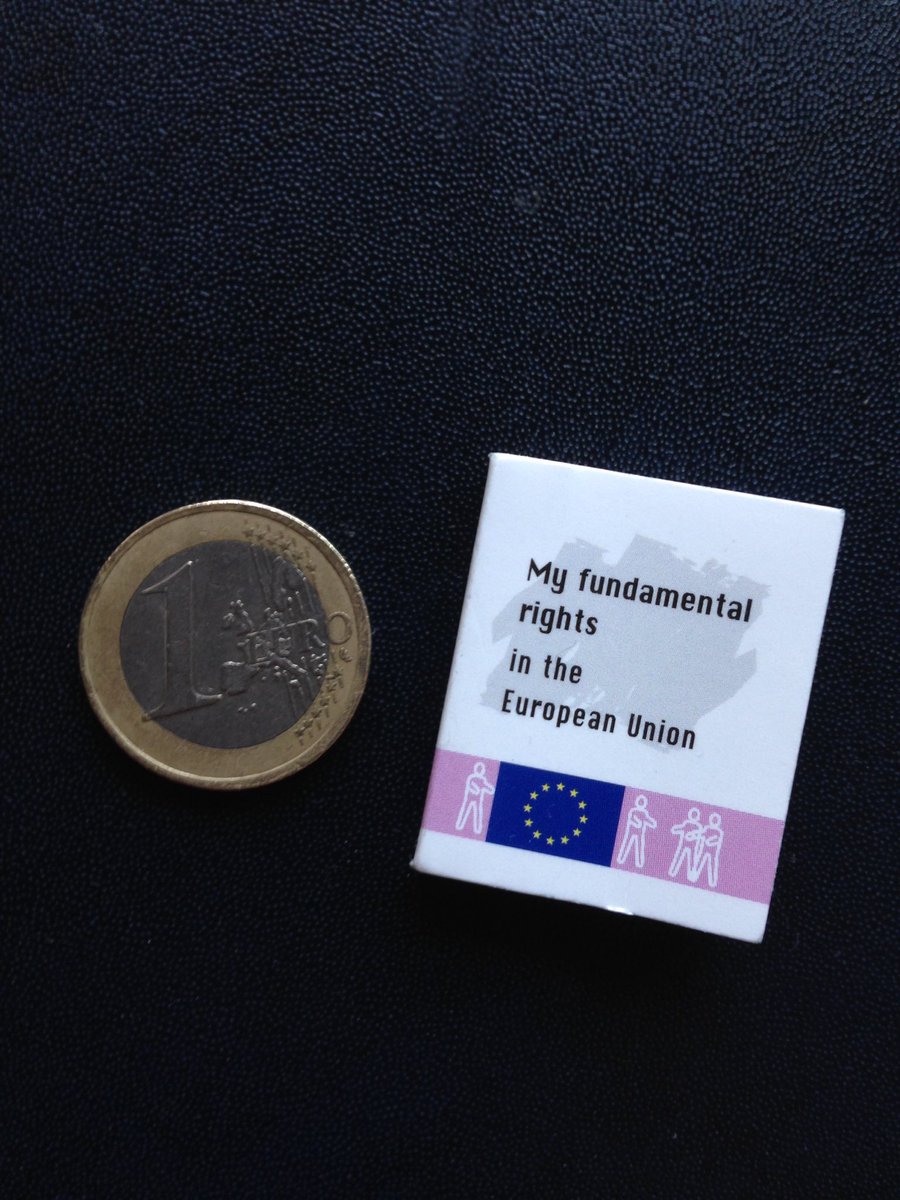 1
EURO
My fundamental
rights
in the
European Union